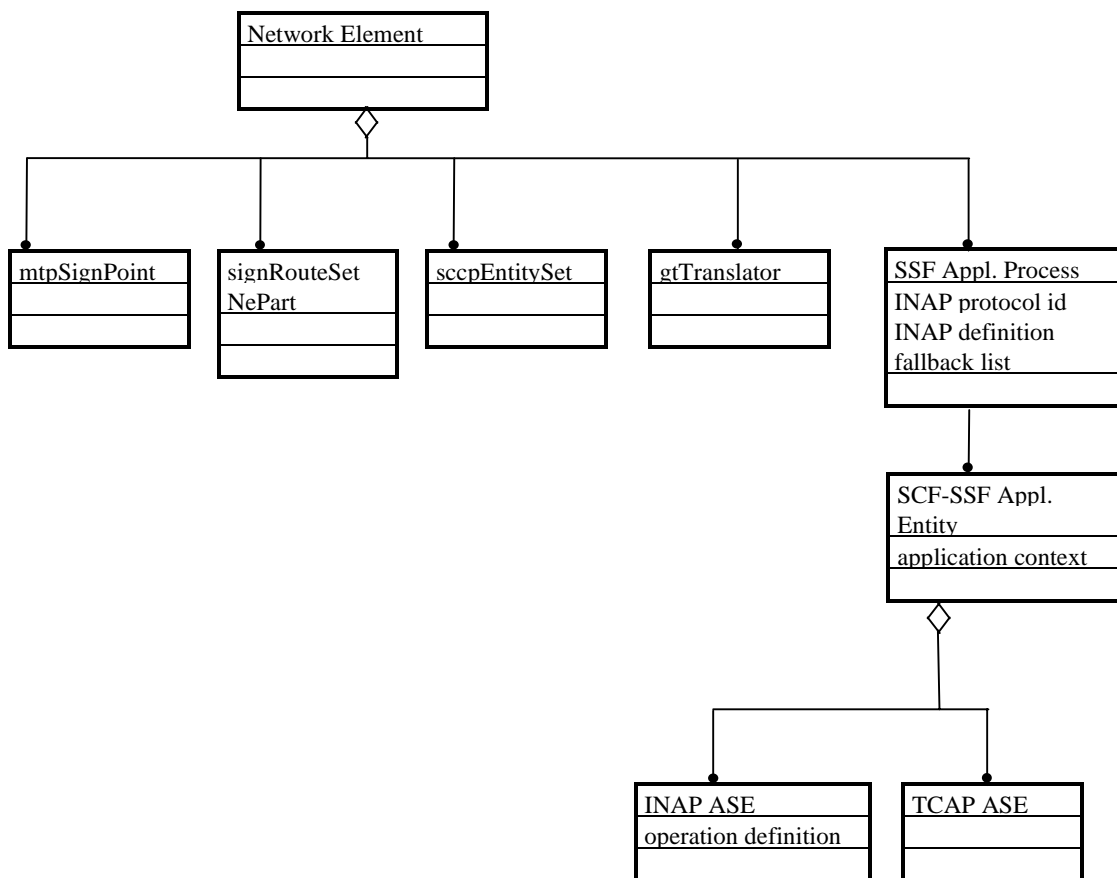 Network Element
mtpSignPoint
signRouteSet
NePart
sccpEntitySet
gtTranslator
SSF Appl. Process
INAP protocol id
INAP definition
fallback list
SCF-SSF Appl.
Entity
application context
INAP ASE
operation definition
TCAP ASE